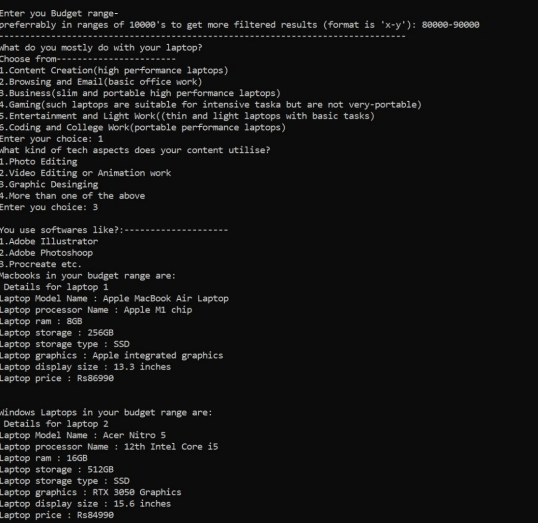 Enter you Budget range-
preferrably in ranges of 10000's to get more filtered results (format is 'x-y'): 80000-90000
--------------------------------------------------------------------------------
What do you mostly do with your laptop?
Choose from-----------------------
1.Content Creation(high performance laptops)
2.Browsing and Email(basic office work)
3.Business(slim and portable high performance laptops)
4.Gaming(such laptops are suitable for intensive taska but are not very-portable)
5.Entertainment and Light Work((thin and light laptops with basic tasks)
6.Coding and College Work(portable performance laptops)
Enter your choice: 1
What kind of tech aspects does your content utilise?
1.Photo Editing
2.Video Editing or Animation work
3.Graphic Desinging
4.More than one of the above
Enter you choice: 3
You use softwares like?:--------------------
1.Adobe Illustrator
2.Adobe Photoshoop
3.Procreate etc.
Macbooks in your budget range are:
Details for laptop 1
Laptop Model Name : Apple MacBook Air Laptop
Laptop processor Name : Apple M1 chip
Laptop ram : 8GB
Laptop storage : 256GB
Laptop storage type : SSD
Laptop graphics : Apple integrated graphics
Laptop display size : 13.3 inches
Laptop price : Rs86990
Windows Laptops in your budget range are:
Details for laptop 2
Laptop Model Name : Acer Nitro 5
Laptop processor Name : 12th Intel Core i5
Laptop ram : 16GB
Laptop storage : 512GB
Laptop storage type : SSD
Laptop graphics : RTX 3050 Graphics
Laptop display size : 15.6 inches
Laptop price : Rs84990